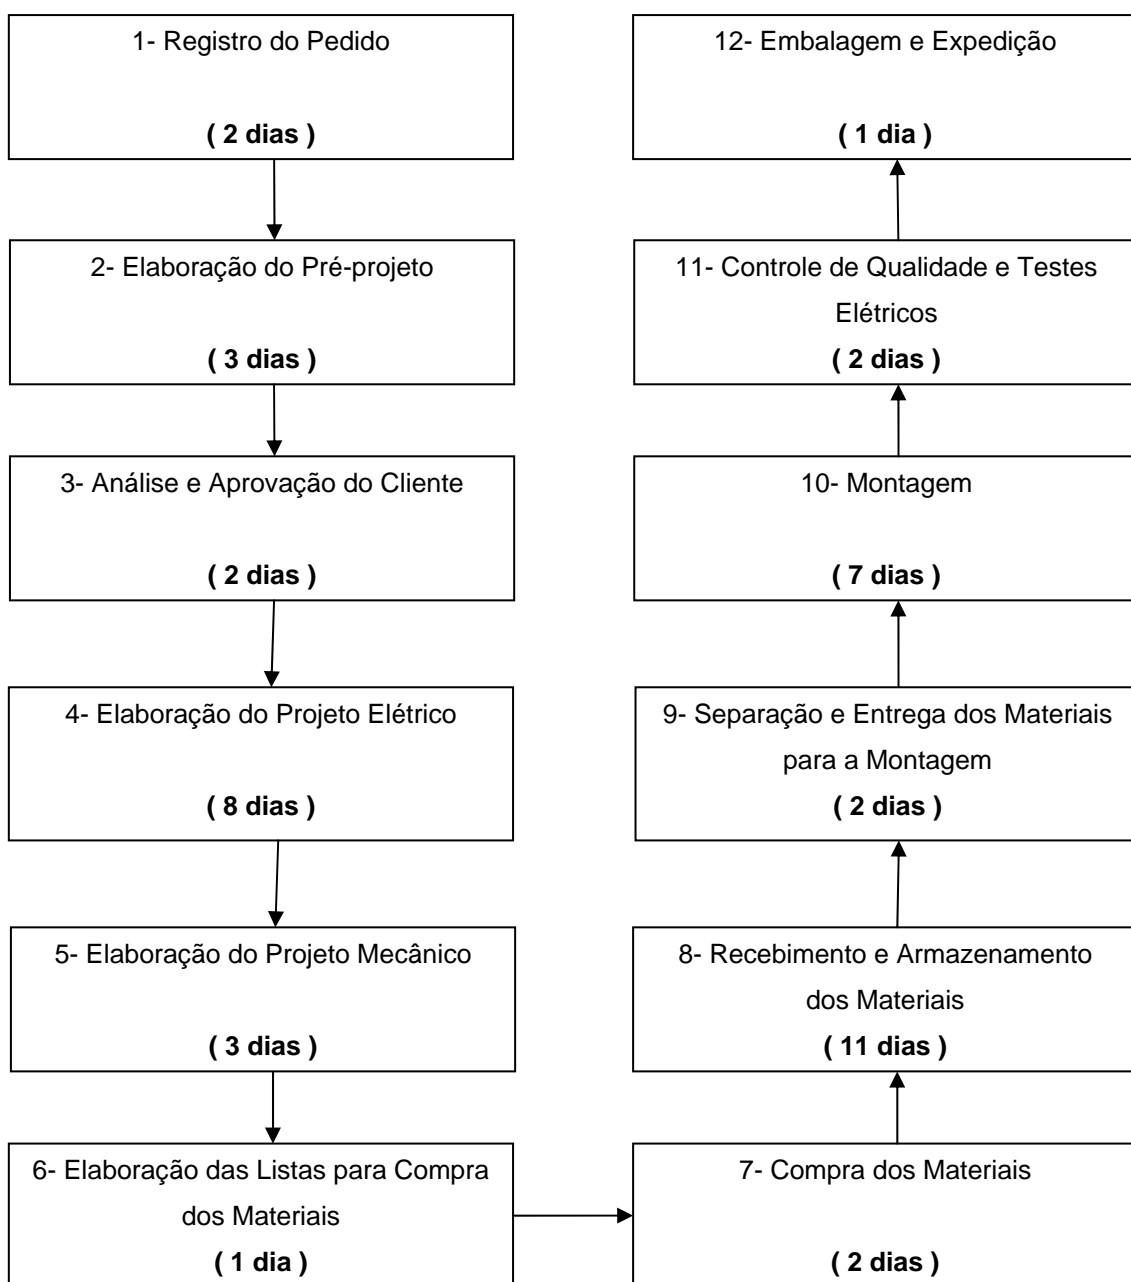 1- Registro do Pedido
( 2 dias )
2- Elaboração do Pré-projeto
( 3 dias )
3- Análise e Aprovação do Cliente
( 2 dias )
4- Elaboração do Projeto Elétrico
( 8 dias )
5- Elaboração do Projeto Mecânico
( 3 dias )
6- Elaboração das Listas para Compra
dos Materiais
( 1 dia )
7- Compra dos Materiais
( 2 dias )
8- Recebimento e Armazenamento
dos Materiais
( 11 dias )
9- Separação e Entrega dos Materiais
para a Montagem
( 2 dias )
10- Montagem
( 7 dias )
11- Controle de Qualidade e Testes
Elétricos
( 2 dias )
12- Embalagem e Expedição
( 1 dia )